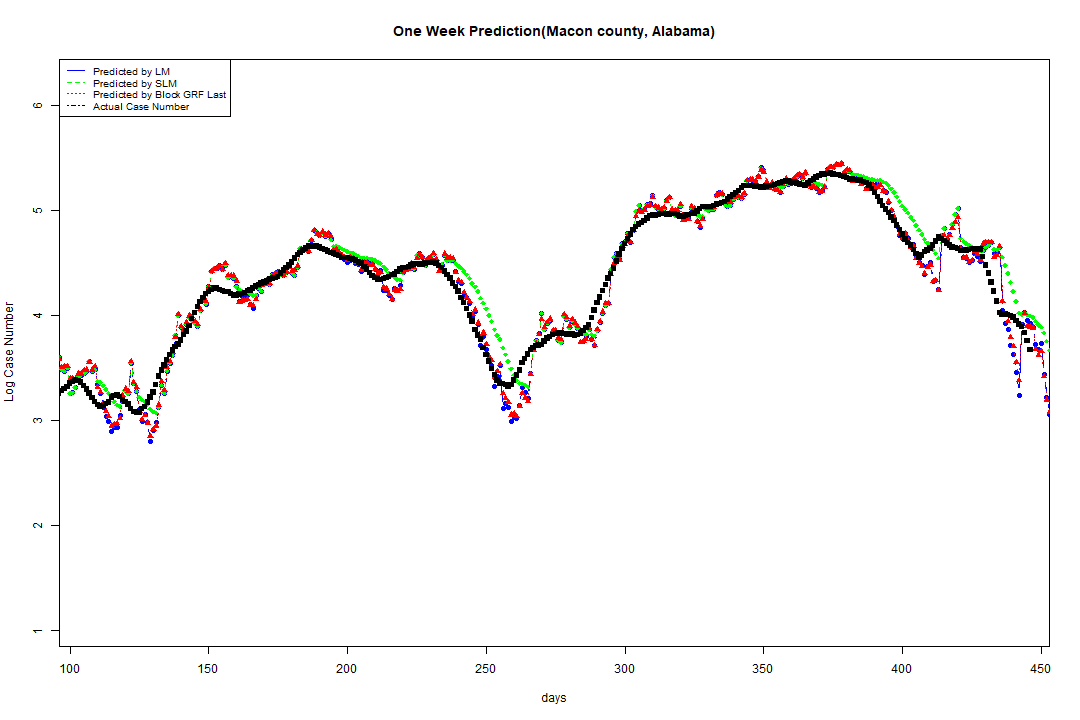 One Week Prediction(Macon county, Alabama)
Predicted by LM
Predicted by SLM
Predicted by Block GRF Last
Actual Case Number
6
5
4
3
2
1
Log Case Number
100 150 200 250 300 350 400 450
days